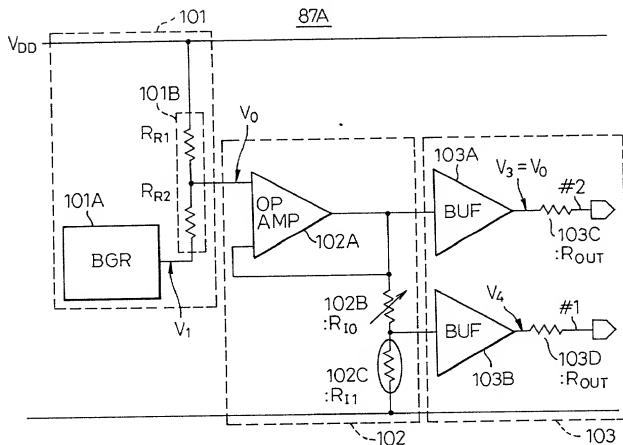 101
87A
VDD
101B
RR1
V0
RR2
101A
BGR
V1
OP
AMP
102A
102B
:RI0
102C
:RI1
103A
BUF
V3=V0
#2
103C
:ROUT
V4
#1
BUF
103B
103D
:ROUT
102
103